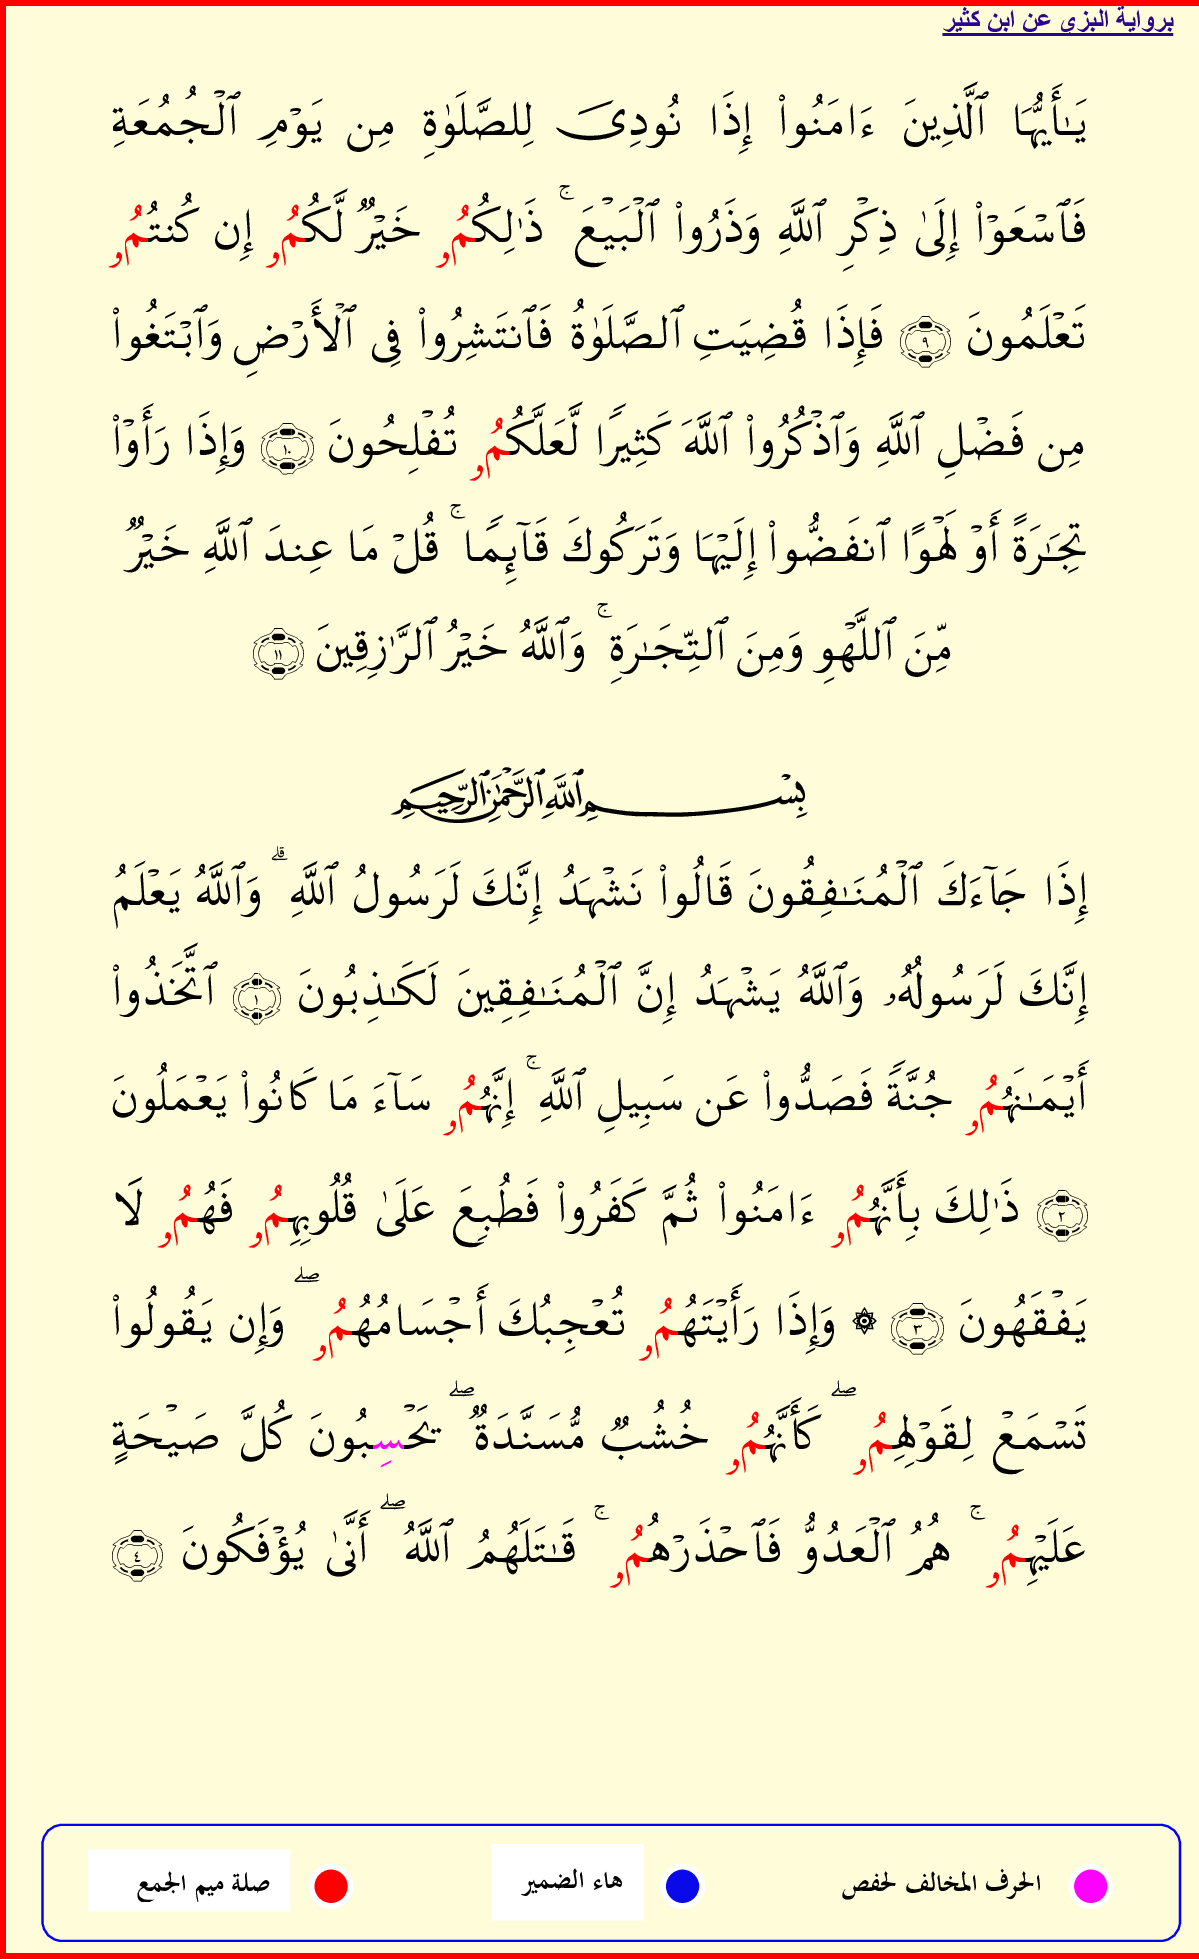 برواية البزي عن ابن كثير
يَـٰٓأَيُّهَا ٱلَّذِينَ ءَامَنُوا۟ إِذَا نُودِىَ لِلصَّلَوٰةِ مِن يَوْمِ ٱلْجُمُعَةِ
فَٱسْعَوْا۟ إِلَىٰ ذِكْرِ ٱللَّهِ وَذَرُوا۟ ٱلْبَيْعَ ۚ ذَٰلِكُمُۥ خَيْرٌ لَّكُمُۥ إِن كُنتُمُۥ
تَعْلَمُونَ ٩ فَإِذَا قُضِيَتِ ٱلصَّلَوٰةُ فَٱنتَشِرُوا۟ فِى ٱلْأَرْضِ وَٱبْتَغُوا۟
مِن فَضْلِ ٱللَّهِ وَٱذْكُرُوا۟ ٱللَّهَ كَثِيرًا لَّعَلَّكُمُۥ تُفْلِحُونَ ١٠ وَإِذَا رَأَوْا۟
تِجَـٰرَةً أَوْ لَهْوًا ٱنفَضُّوا۟ إِلَيْهَا وَتَرَكُوكَ قَآئِمًا ۚ قُلْ مَا عِندَ ٱللَّهِ خَيْرٌ
مِّنَ ٱللَّهْوِ وَمِنَ ٱلتِّجَـٰرَةِ ۚ وَٱللَّهُ خَيْرُ ٱلرَّٰزِقِينَ ١١
بِسْمِ ٱللَّهِ ٱلرَّحْمَـٰنِ ٱلرَّحِيمِ
إِذَا جَآءَكَ ٱلْمُنَـٰفِقُونَ قَالُوا۟ نَشْهَدُ إِنَّكَ لَرَسُولُ ٱللَّهِ ۗ وَٱللَّهُ يَعْلَمُ
إِنَّكَ لَرَسُولُهُۥ وَٱللَّهُ يَشْهَدُ إِنَّ ٱلْمُنَـٰفِقِينَ لَكَـٰذِبُونَ ١ ٱتَّخَذُوا۟
أَيْمَـٰنَهُمُۥ جُنَّةً فَصَدُّوا۟ عَن سَبِيلِ ٱللَّهِ ۚ إِنَّهُمُۥ سَآءَ مَا كَانُوا۟ يَعْمَلُونَ
٢ ذَٰلِكَ بِأَنَّهُمُۥ ءَامَنُوا۟ ثُمَّ كَفَرُوا۟ فَطُبِعَ عَلَىٰ قُلُوبِهِمُۥ فَهُمُۥ لَا
يَفْقَهُونَ ٣ ۞ وَإِذَا رَأَيْتَهُمُۥ تُعْجِبُكَ أَجْسَامُهُمُۥ ۖ وَإِن يَقُولُوا۟
تَسْمَعْ لِقَوْلِهِمُۥ ۖ كَأَنَّهُمُۥ خُشُبٌ مُّسَنَّدَةٌ ۖ يَحْسِبُونَ كُلَّ صَيْحَةٍ
عَلَيْهِمُۥ ۚ هُمُ ٱلْعَدُوُّ فَٱحْذَرْهُمُۥ ۚ قَـٰتَلَهُمُ ٱللَّهُ ۖ أَنَّىٰ يُؤْفَكُونَ ٤
الحرف المخالف لحفص هاء الضمير صلة ميم الجمع